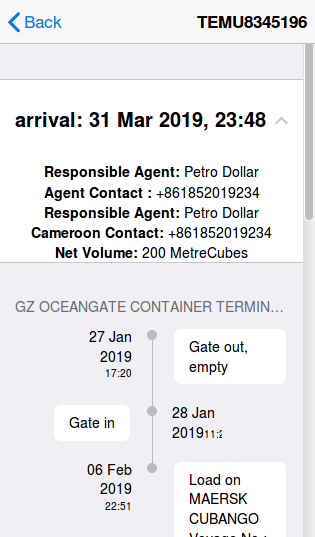 Back
TEMU8345196
arrival: 31 Mar 2019, 23:48
Responsible Agent: Petro Dollar
Agent Contact : +861852019234
Responsible Agent: Petro Dollar
Cameroon Contact: +861852019234
Net Volume: 200 MetreCubes
GZ OCEANGATE CONTAINER TERMIN...
27 Jan
2019
17:20
Gate out,
empty
Gate in
28 Jan
2019
06 Feb
2019
22:51
Load on
MAERSK
CUBANGO